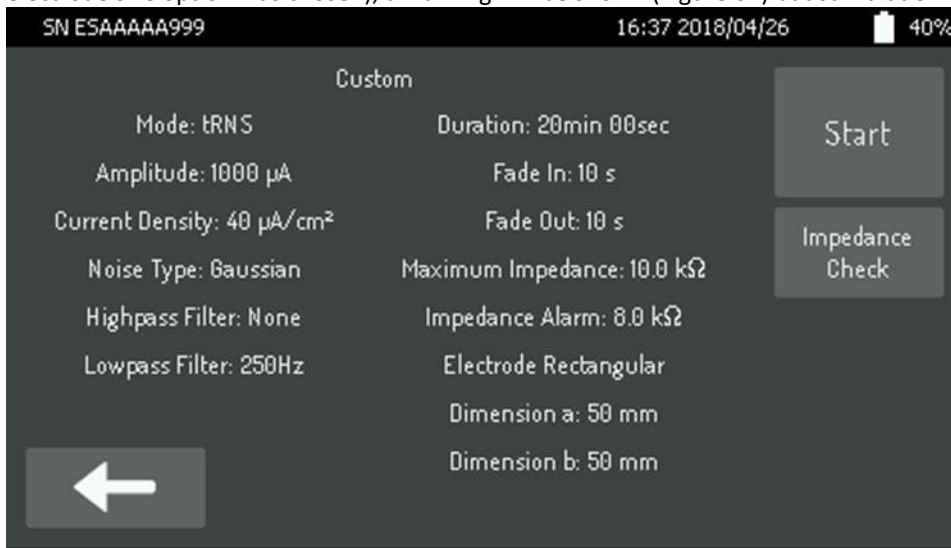 SN ESAAAAA999 16:37 2018/04/26 40%
Custom
Mode: tRNS
Amplitude: 1000 µA
Current Density: 40 µA/cm²
Noise Type: Gaussian
Highpass Filter: None
Lowpass Filter: 250Hz
Duration: 20min 00sec
Fade In: 10 s
Fade Out: 10 s
Maximum Impedance: 10.0 kΩ
Impedance Alarm: 8.0 kΩ
Electrode Rectangular
Dimension a: 50 mm
Dimension b: 50 mm
Start
Impedance
Check